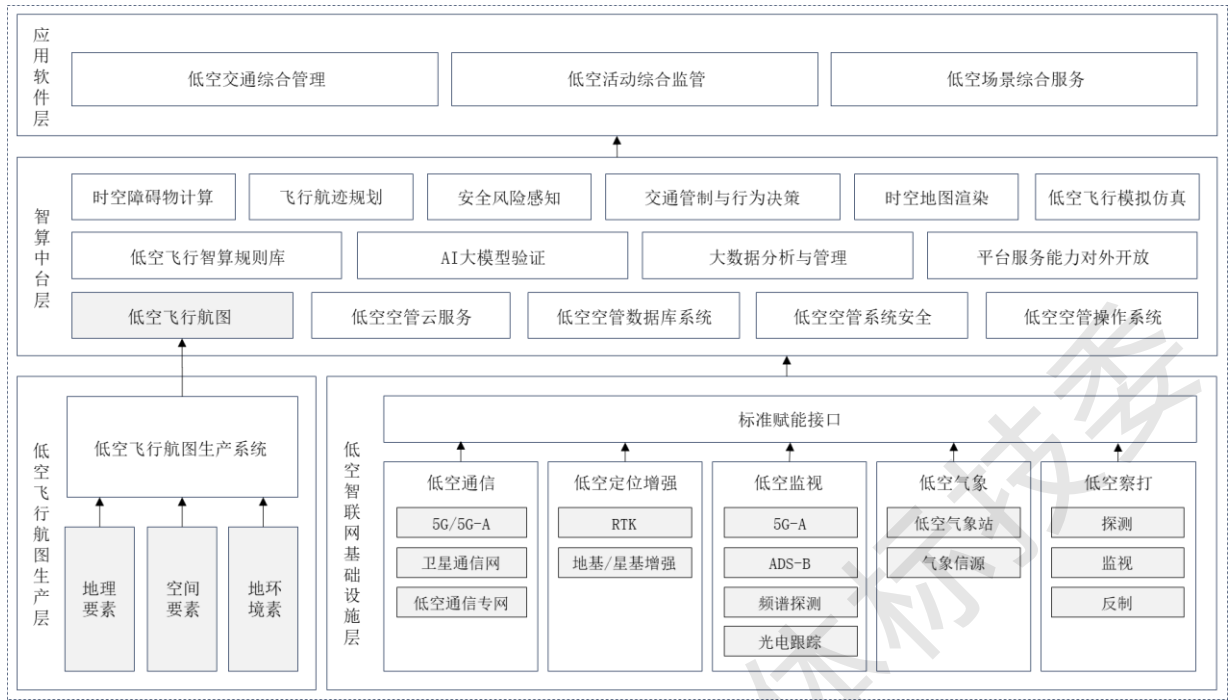 应用软件层
低空交通综合管理
低空活动综合监管
低空场景综合服务
智算中台层
时空障碍物计算
飞行航迹规划
安全风险感知
交通管制与行为决策
时空地图渲染
低空飞行模拟仿真
低空飞行智算规则库
AI大模型验证
大数据分析与管理
平台服务能力对外开放
低空飞行航图
低空空管云服务
低空空管数据库系统
低空空管系统安全
低空空管操作系统
低空飞行航图生产层
低空飞行航图生产系统
地理
要素
空间
要素
地环
境素
低空智联网基础设施层
标准赋能接口
低空通信
5G/5G-A
卫星通信网
低空通信专网
低空定位增强
RTK
地基/星基增强
低空监视
5G-A
ADS-B
频谱探测
光电跟踪
低空气象
低空气象站
气象信源
低空察打
探测
监视
反制
体标技委